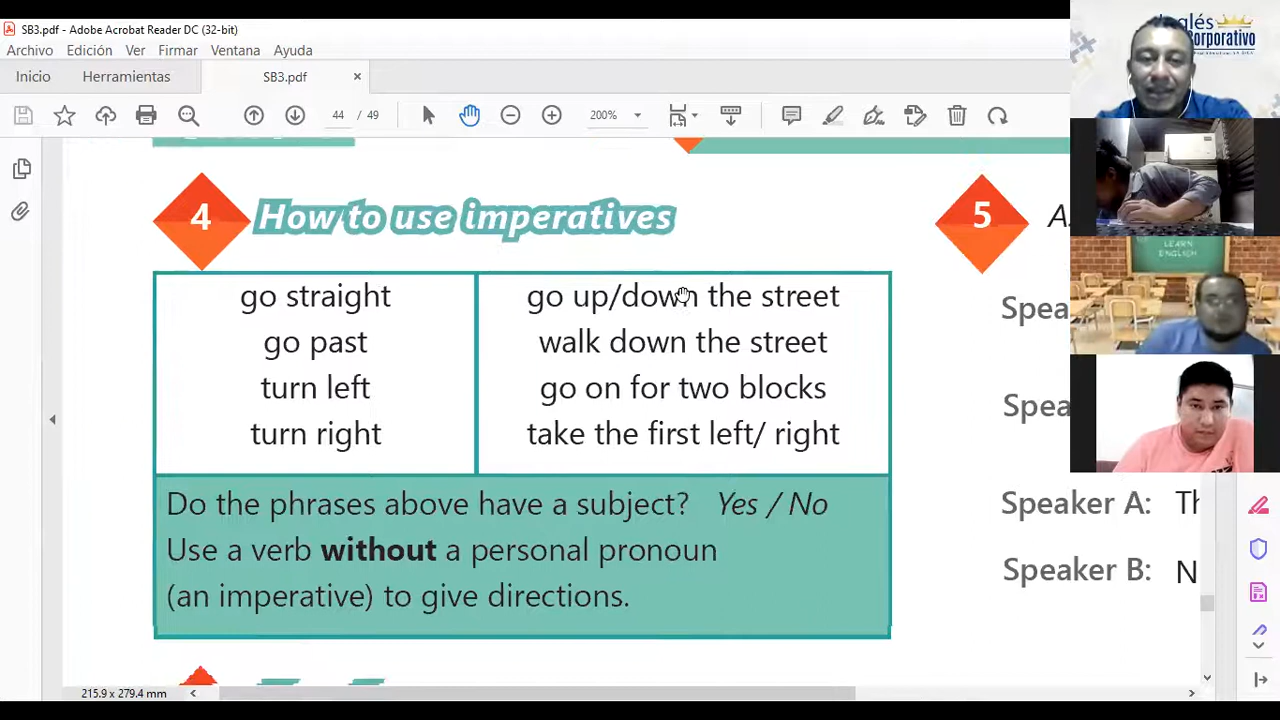 SB3.pdf - Adobe Acrobat Reader DC (32-bit)
Archivo Edición Ver Firmar Ventana Ayuda
Inicio Herramientas SB3.pdf ×
44 / 49 200%
Inglés
Corporativo
4 How to use imperatives
5
go straight
go past
turn left
turn right
go up/down the street
walk down the street
go on for two blocks
take the first left/ right
Do the phrases above have a subject? Yes / No
Use a verb without a personal pronoun
(an imperative) to give directions.
Speaker A:
Speaker B:
LEARN
ENGLISH
215.9 x 279.4 mm